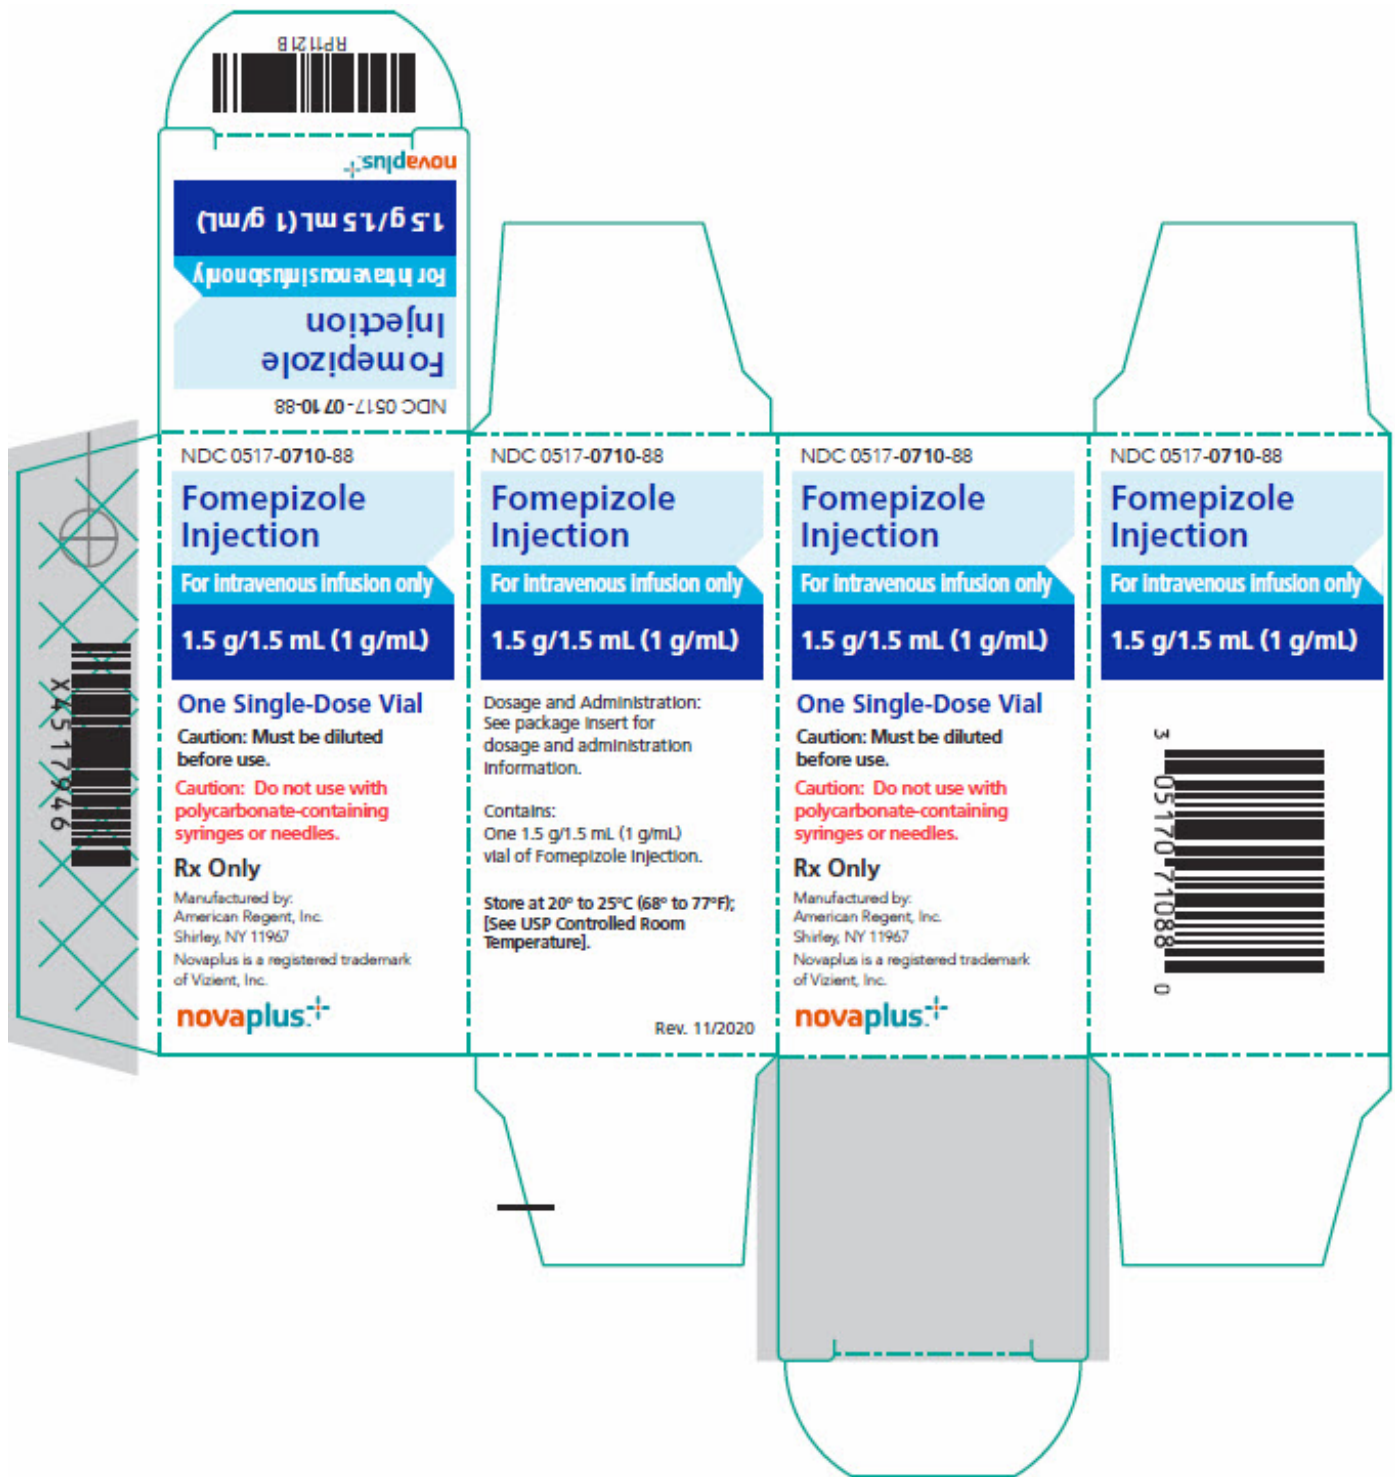 RP1121B
novaplus
1.5 g/1.5 mL (1 g/mL)
For intravenous infusion only
Fomepizole
Injection
NDC 0517-0710-88
X4517946
NDC 0517-0710-88
Fomepizole
Injection
For intravenous infusion only
1.5 g/1.5 mL (1 g/mL)
One Single-Dose Vial
Caution: Must be diluted
before use.
Caution: Do not use with
polycarbonate-containing
syringes or needles.
Rx Only
Manufactured by:
American Regent, Inc.
Shirley, NY 11967
Novaplus is a registered trademark
of Vizient, Inc.
novaplus
NDC 0517-0710-88
Fomepizole
Injection
For intravenous infusion only
1.5 g/1.5 mL (1 g/mL)
Dosage and Administration:
See package insert for
dosage and administration
information.
Contains:
One 1.5 g/1.5 mL (1 g/mL)
vial of Fomepizole Injection.
Store at 20° to 25°C (68° to 77°F);
[See USP Controlled Room
Temperature].
Rev. 11/2020
NDC 0517-0710-88
Fomepizole
Injection
For intravenous infusion only
1.5 g/1.5 mL (1 g/mL)
One Single-Dose Vial
Caution: Must be diluted
before use.
Caution: Do not use with
polycarbonate-containing
syringes or needles.
Rx Only
Manufactured by:
American Regent, Inc.
Shirley, NY 11967
Novaplus is a registered trademark
of Vizient, Inc.
novaplus
NDC 0517-0710-88
Fomepizole
Injection
For intravenous infusion only
1.5 g/1.5 mL (1 g/mL)
3 05170 71088 0